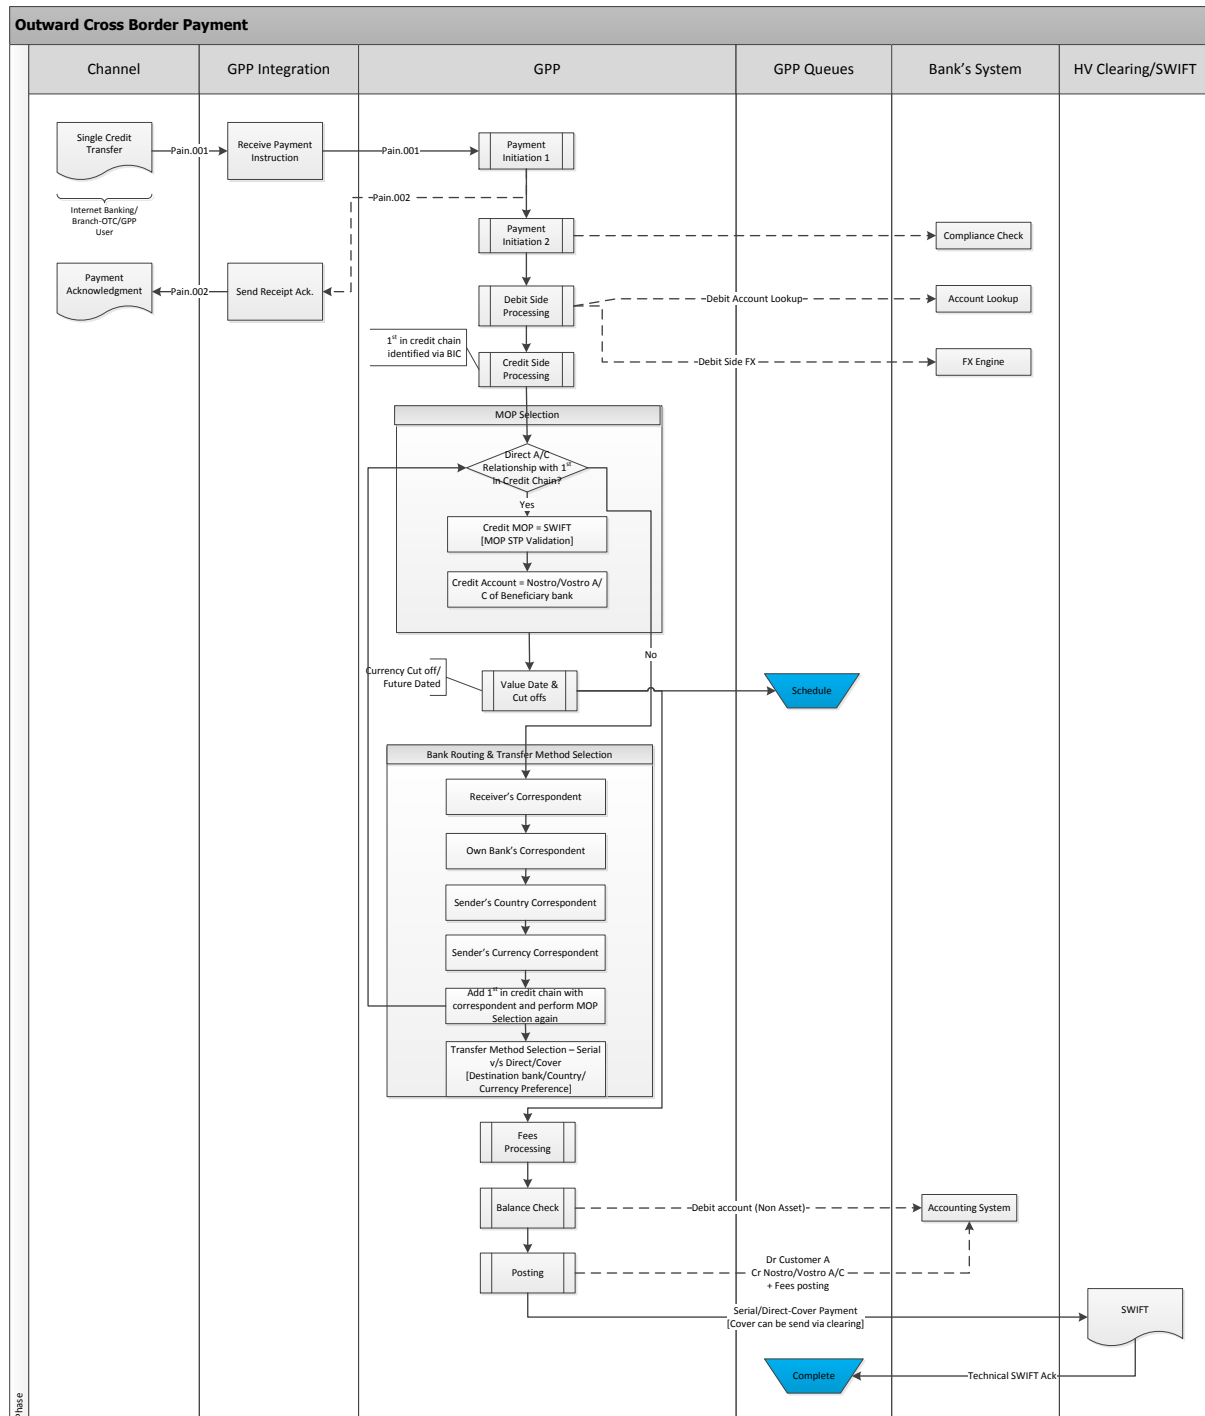 Outward Cross Border Payment
Channel
GPP Integration
GPP
GPP Queues
Bank's System
HV Clearing/SWIFT
Single Credit
Transfer
Pain.001
Receive Payment
Instruction
Pain.001
Payment
Initiation 1
Pain.002
Internet Banking/
Branch-OTC/GPP
User
Payment
Initiation 2
Compliance Check
Payment
Acknowledgment
Pain.002
Send Receipt Ack.
Debit Side
Processing
Debit Account Lookup
Account Lookup
1st in credit chain
identified via BIC
Credit Side
Processing
Debit Side FX
FX Engine
MOP Selection
Direct A/C
Relationship with 1st
in Credit Chain?
Yes
Credit MOP = SWIFT
[MOP STP Validation]
Credit Account = Nostro/Vostro A/
C of Beneficiary bank
No
Currency Cut off/
Future Dated
Value Date &
Cut offs
Schedule
Bank Routing & Transfer Method Selection
Receiver's Correspondent
Own Bank's Correspondent
Sender's Country Correspondent
Sender's Currency Correspondent
Add 1st in credit chain with
correspondent and perform MOP
Selection again
Transfer Method Selection – Serial
v/s Direct/Cover
[Destination bank/Country/
Currency Preference]
Fees
Processing
Balance Check
Debit account (Non Asset)
Accounting System
Posting
Dr Customer A
Cr Nostro/Vostro A/C
+ Fees posting
Serial/Direct-Cover Payment
[Cover can be send via clearing]
SWIFT
Complete
Technical SWIFT Ack
Phase